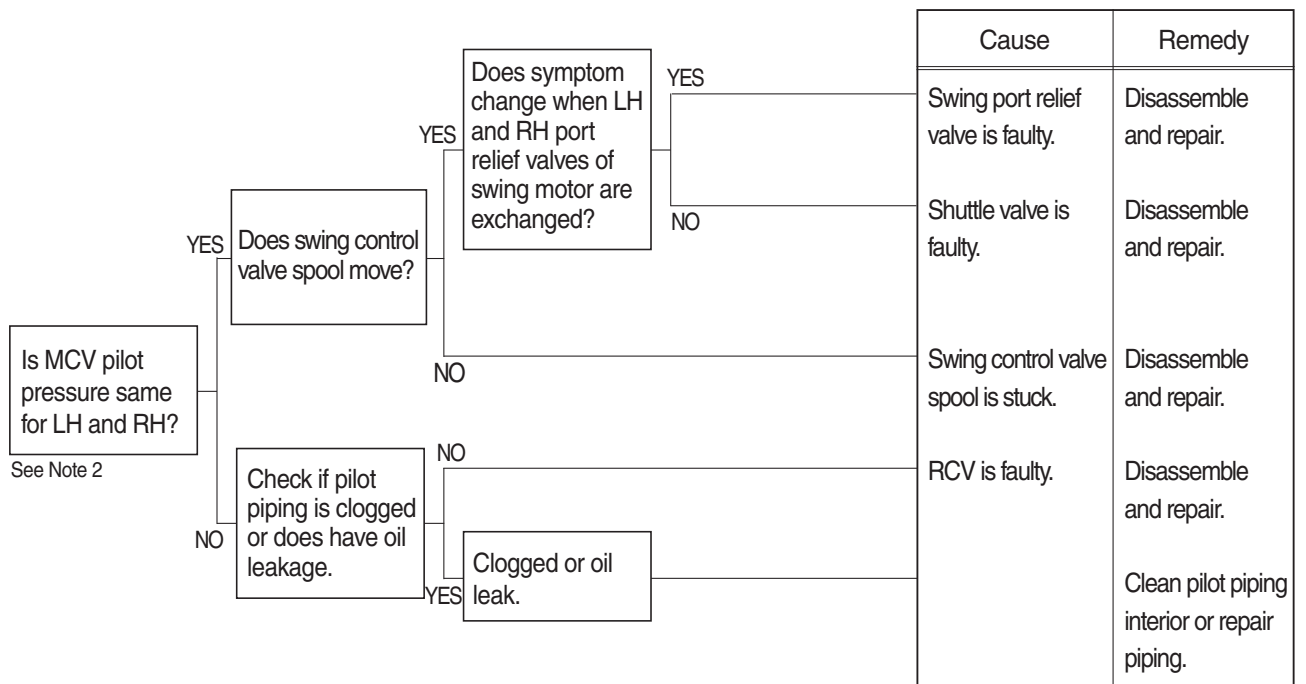 Cause
Remedy
Does symptom
change when LH
and RH port
relief valves of
swing motor are
exchanged?
YES
YES
NO
Swing port relief
valve is faulty.
Disassemble
and repair.
Shuttle valve is
faulty.
Disassemble
and repair.
YES
Does swing control
valve spool move?
NO
Swing control valve
spool is stuck.
Disassemble
and repair.
Is MCV pilot
pressure same
for LH and RH?
See Note 2
NO
Check if pilot
piping is clogged
or does have oil
leakage.
NO
YES
RCV is faulty.
Disassemble
and repair.
Clogged or oil
leak.
Clean pilot piping
interior or repair
piping.